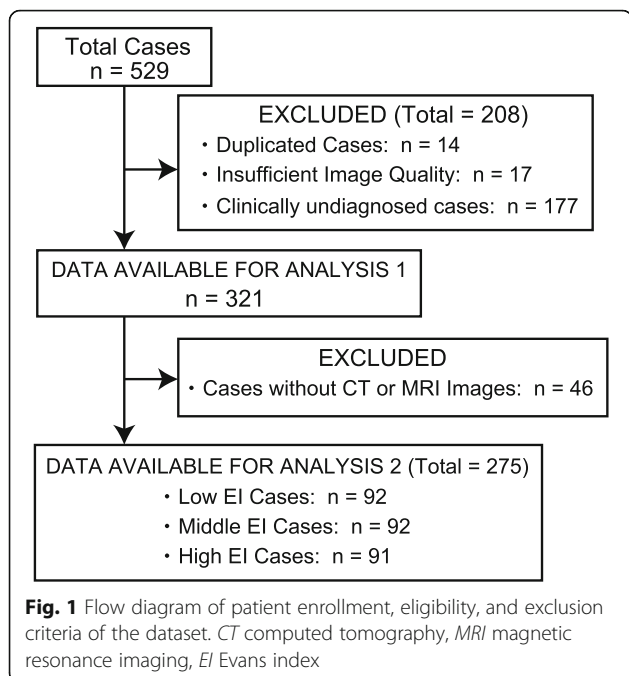 Total Cases
n = 529
EXCLUDED (Total = 208)
・Duplicated Cases: n = 14
・Insufficient Image Quality: n = 17
・Clinically undiagnosed cases: n = 177
DATA AVAILABLE FOR ANALYSIS 1
n = 321
EXCLUDED
・Cases without CT or MRI Images: n = 46
DATA AVAILABLE FOR ANALYSIS 2 (Total = 275)
・Low EI Cases: n = 92
・Middle EI Cases: n = 92
・High EI Cases: n = 91
Fig. 1 Flow diagram of patient enrollment, eligibility, and exclusion
criteria of the dataset. CT computed tomography, MRI magnetic
resonance imaging, EI Evans index